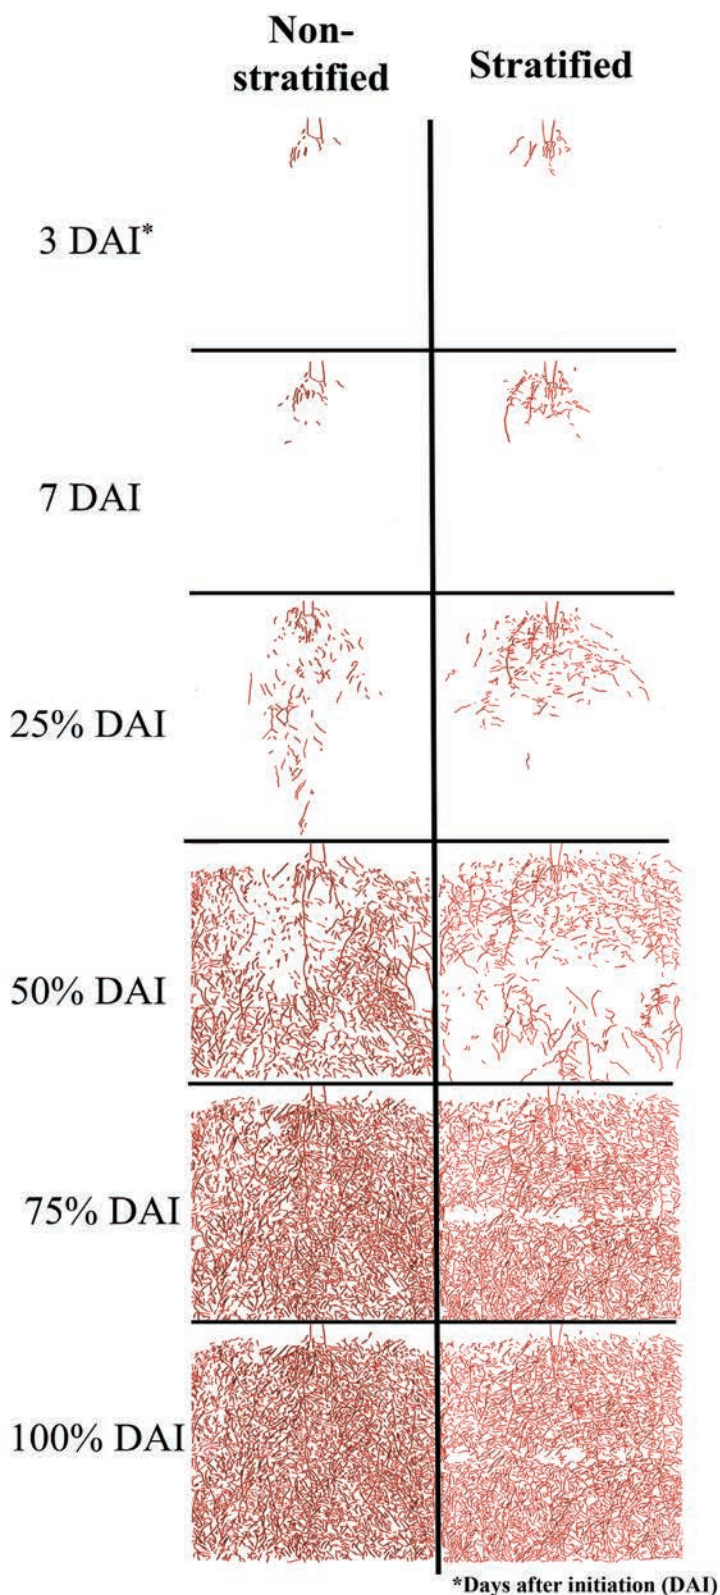 Non-
stratified
Stratified
3 DAI*
7 DAI
25% DAI
50% DAI
75% DAI
100% DAI
*Days after initiation (DAI)